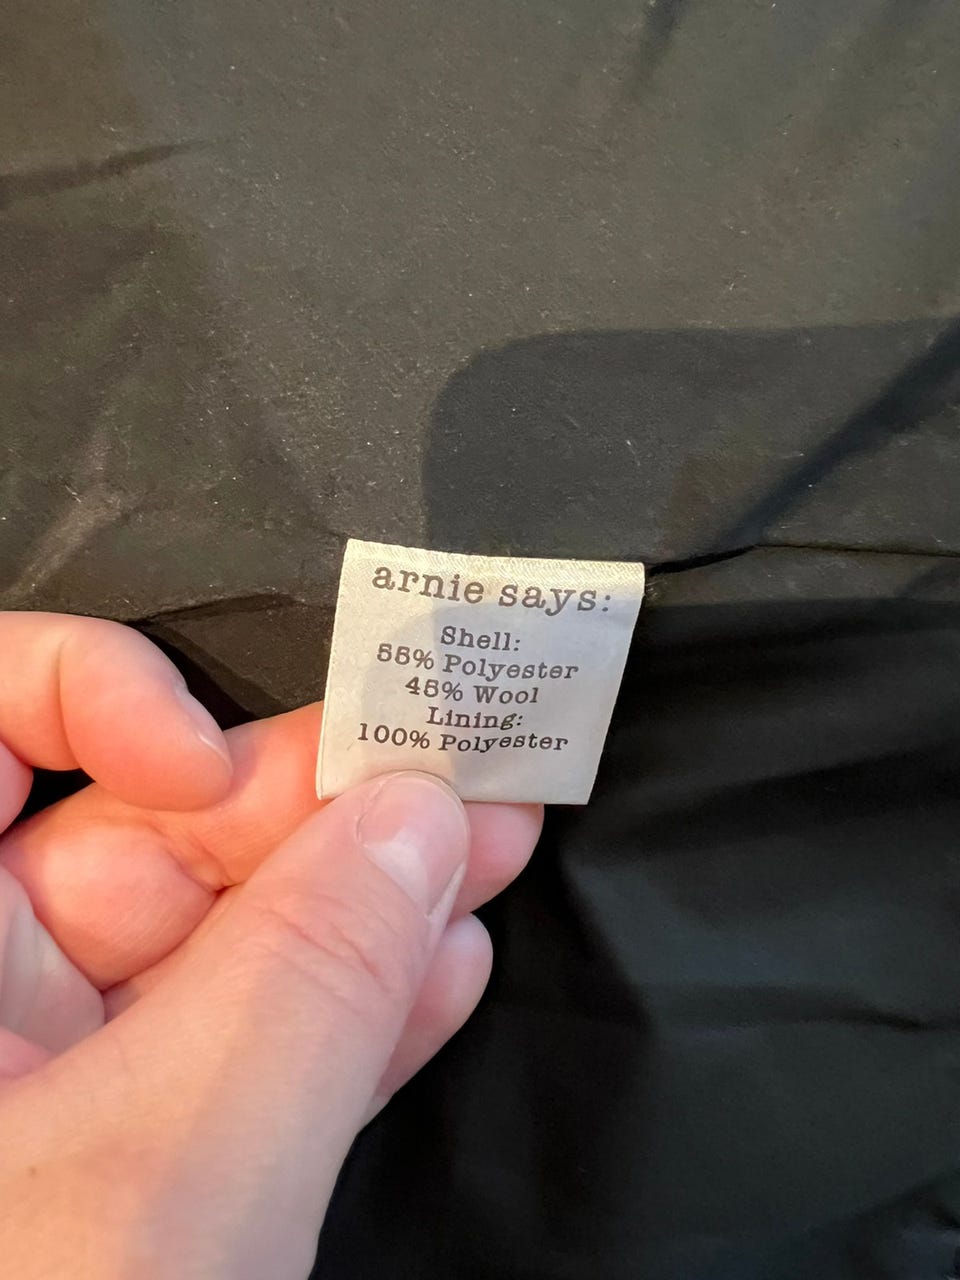 arnie says:
Shell:
55% Polyester
45% Wool
Lining:
100% Polyester